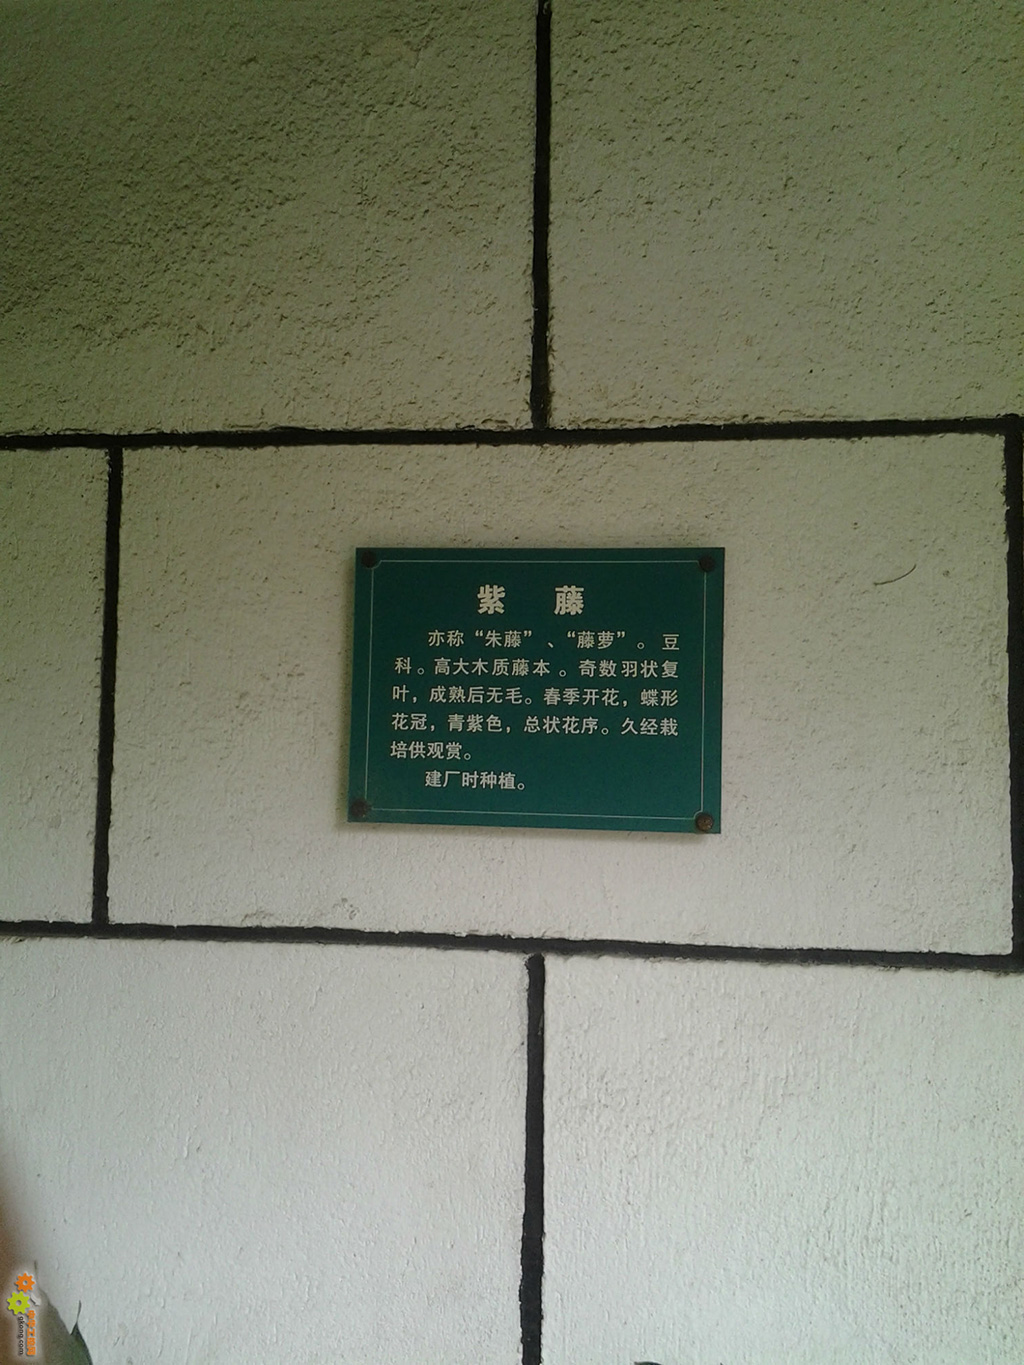 紫 藤
亦称“朱藤”、“藤萝”。豆
科。高大木质藤本。奇数羽状复
叶，成熟后无毛。春季开花，蝶形
花冠，青紫色，总状花序。久经栽
培供观赏。
建厂时种植。
gkong.com